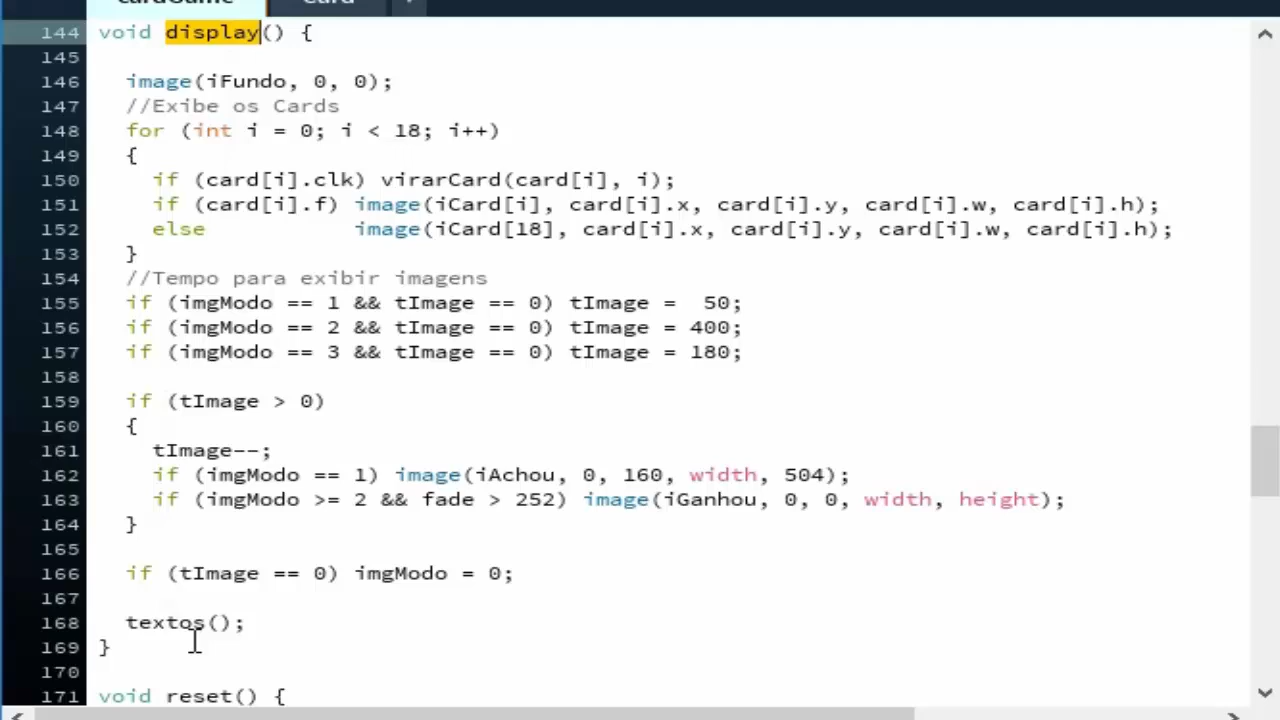 cardGame Card
144 void display() {
145
146 image(iFundo, 0, 0);
147 //Exibe os Cards
148 for (int i = 0; i < 18; i++)
149 {
150 if (card[i].clk) virarCard(card[i], i);
151 if (card[i].f) image(iCard[i], card[i].x, card[i].y, card[i].w, card[i].h);
152 else image(iCard[18], card[i].x, card[i].y, card[i].w, card[i].h);
153 }
154 //Tempo para exibir imagens
155 if (imgModo == 1 && tImage == 0) tImage = 50;
156 if (imgModo == 2 && tImage == 0) tImage = 400;
157 if (imgModo == 3 && tImage == 0) tImage = 180;
158
159 if (tImage > 0)
160 {
161 tImage--;
162 if (imgModo == 1) image(iAchou, 0, 160, width, 504);
163 if (imgModo >= 2 && fade > 252) image(iGanhou, 0, 0, width, height);
164 }
165
166 if (tImage == 0) imgModo = 0;
167
168 textos();
169 }
170
171 void reset() {